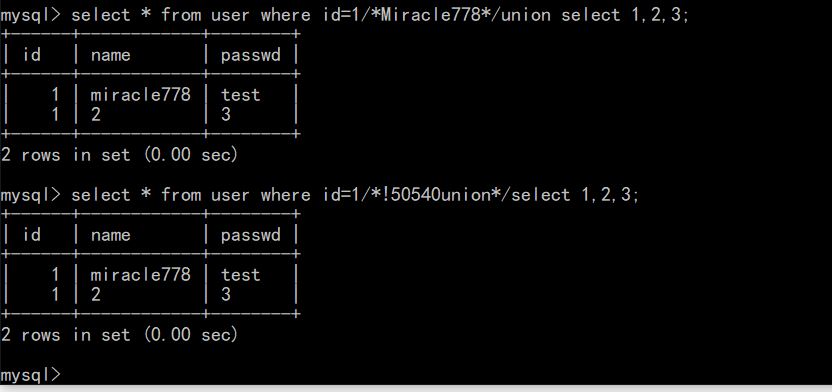 mysql> select * from user where id=1/*Miracle778*/union select 1,2,3;
+------+------------+--------+
| id   | name       | passwd |
+------+------------+--------+
|    1 | miracle778 | test   |
|    1 | 2          | 3      |
+------+------------+--------+
2 rows in set (0.00 sec)
mysql> select * from user where id=1/*!50540union*/select 1,2,3;
+------+------------+--------+
| id   | name       | passwd |
+------+------------+--------+
|    1 | miracle778 | test   |
|    1 | 2          | 3      |
+------+------------+--------+
2 rows in set (0.00 sec)
mysql>